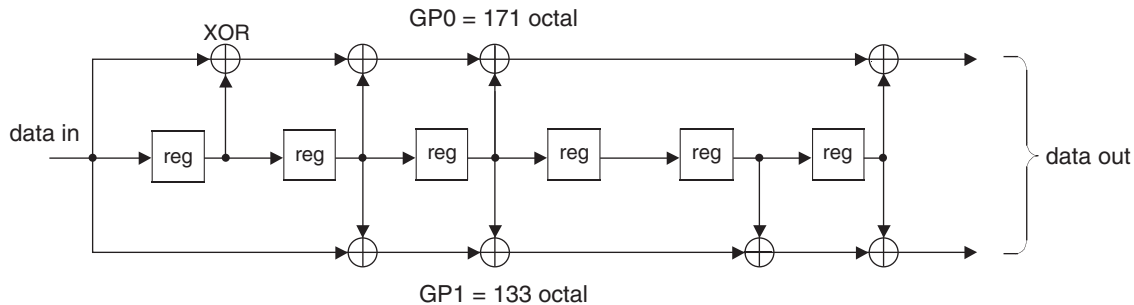 GP0 = 171 octal
XOR
data in
reg reg reg reg reg reg
data out
GP1 = 133 octal